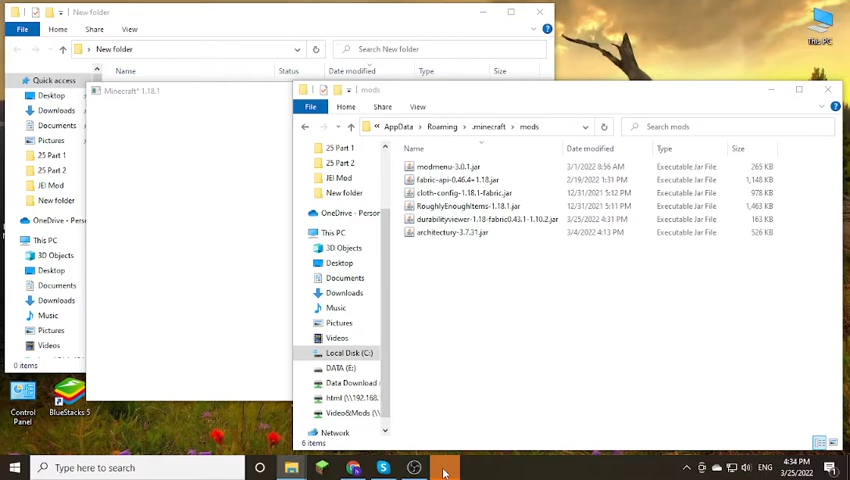 New folder
File Home Share View
New folder
Search New folder
Name Status Date modified Type Size
Quick access
Desktop
Downloads
Documents
Pictures
25 Part 1
25 Part 2
JEI Mod
New folder
OneDrive - Person
This PC
3D Objects
Desktop
Documents
Downloads
Music
Pictures
Videos
0 items
Minecraft* 1.18.1
mods
File Home Share View
AppData Roaming .minecraft mods
Search mods
25 Part 1
25 Part 2
JEI Mod
New folder
OneDrive - Person
This PC
3D Objects
Desktop
Documents
Downloads
Music
Pictures
Videos
Local Disk (C:)
DATA (E:)
Data Download
html (\\192.168.
Video&Mods (\\
Network
6 items
Name Date modified Type Size
modmenu-3.0.1.jar 3/1/2022 8:56 AM Executable Jar File 265 KB
fabric-api-0.46.4+1.18.jar 2/19/2022 1:31 PM Executable Jar File 1,148 KB
cloth-config-6.1.18-fabric.jar 12/31/2021 5:12 PM Executable Jar File 978 KB
RoughlyEnoughItems-1.18.1.jar 12/31/2021 5:11 PM Executable Jar File 1,463 KB
durabilityviewer-1.18-fabric0.43.1-1.10.2.jar 3/25/2022 4:31 PM Executable Jar File 163 KB
architectury-3.7.31.jar 3/4/2022 4:13 PM Executable Jar File 526 KB
This PC
Control Panel
BlueStacks 5
Type here to search
ENG
4:34 PM
3/25/2022
1